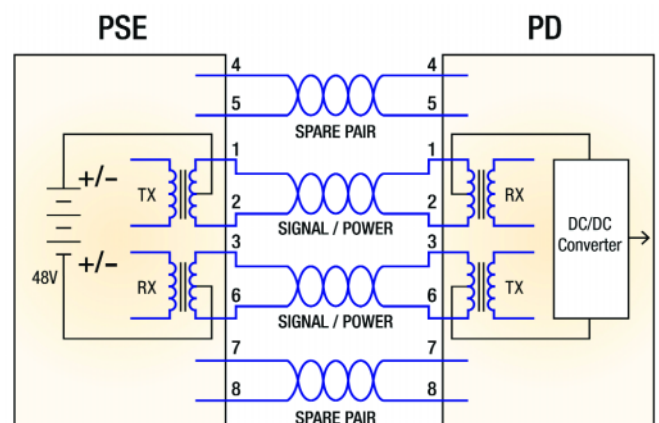 PSE PD
4 4
5 5
SPARE PAIR
1 1
+/- TX RX
2 2
SIGNAL / POWER
DC/DC
Converter
3 3
+/-
48V RX TX
6 6
SIGNAL / POWER
7 7
8 8
SPARE PAIR